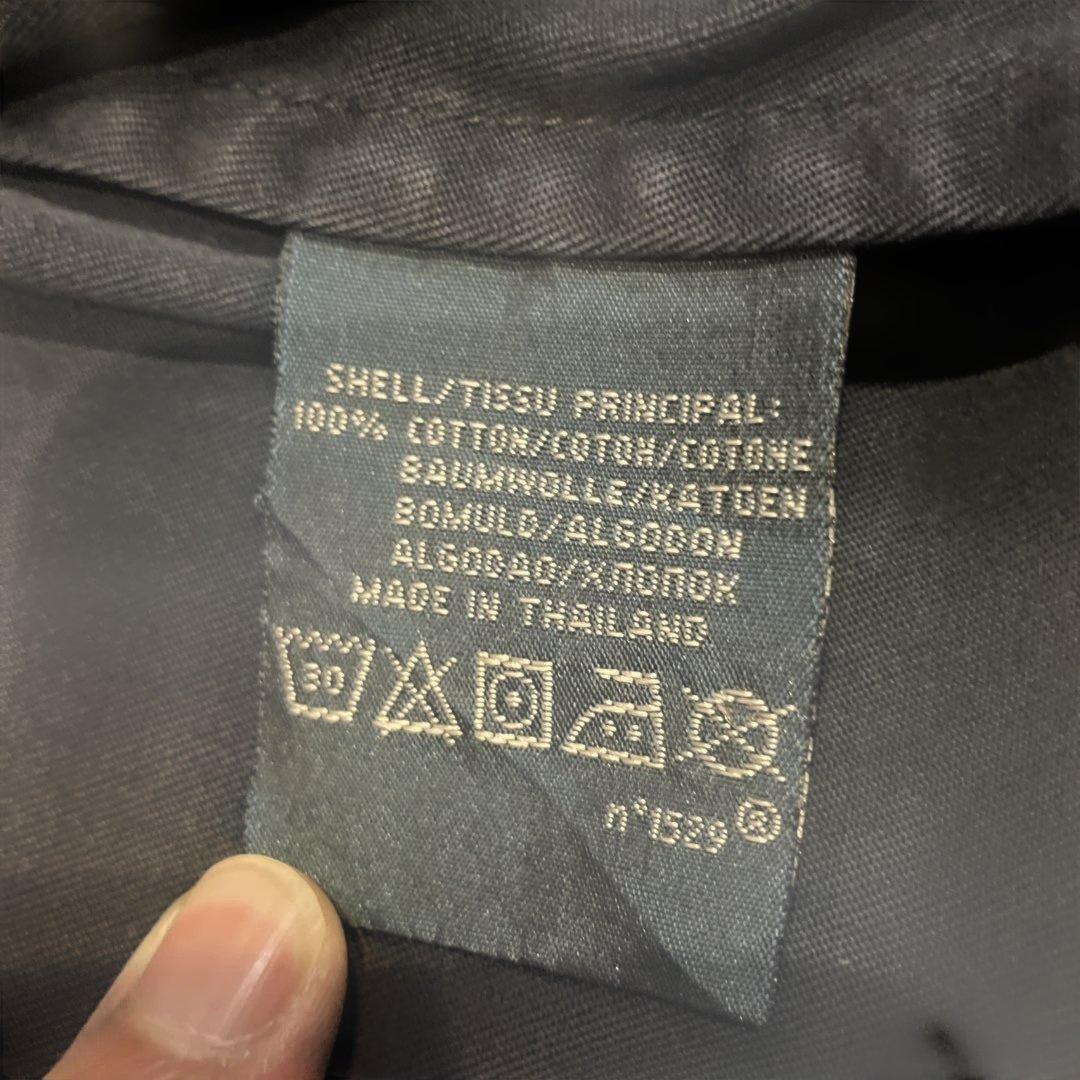 SHELL/TISSU PRINCIPAL:
100% COTTON/COTON/COTONE
BAUMWOLLE/KATOEN
BOMULD/ALGODON
ALGODAO/ХЛОПОК
MADE IN THAILAND
30
n°1529 ®